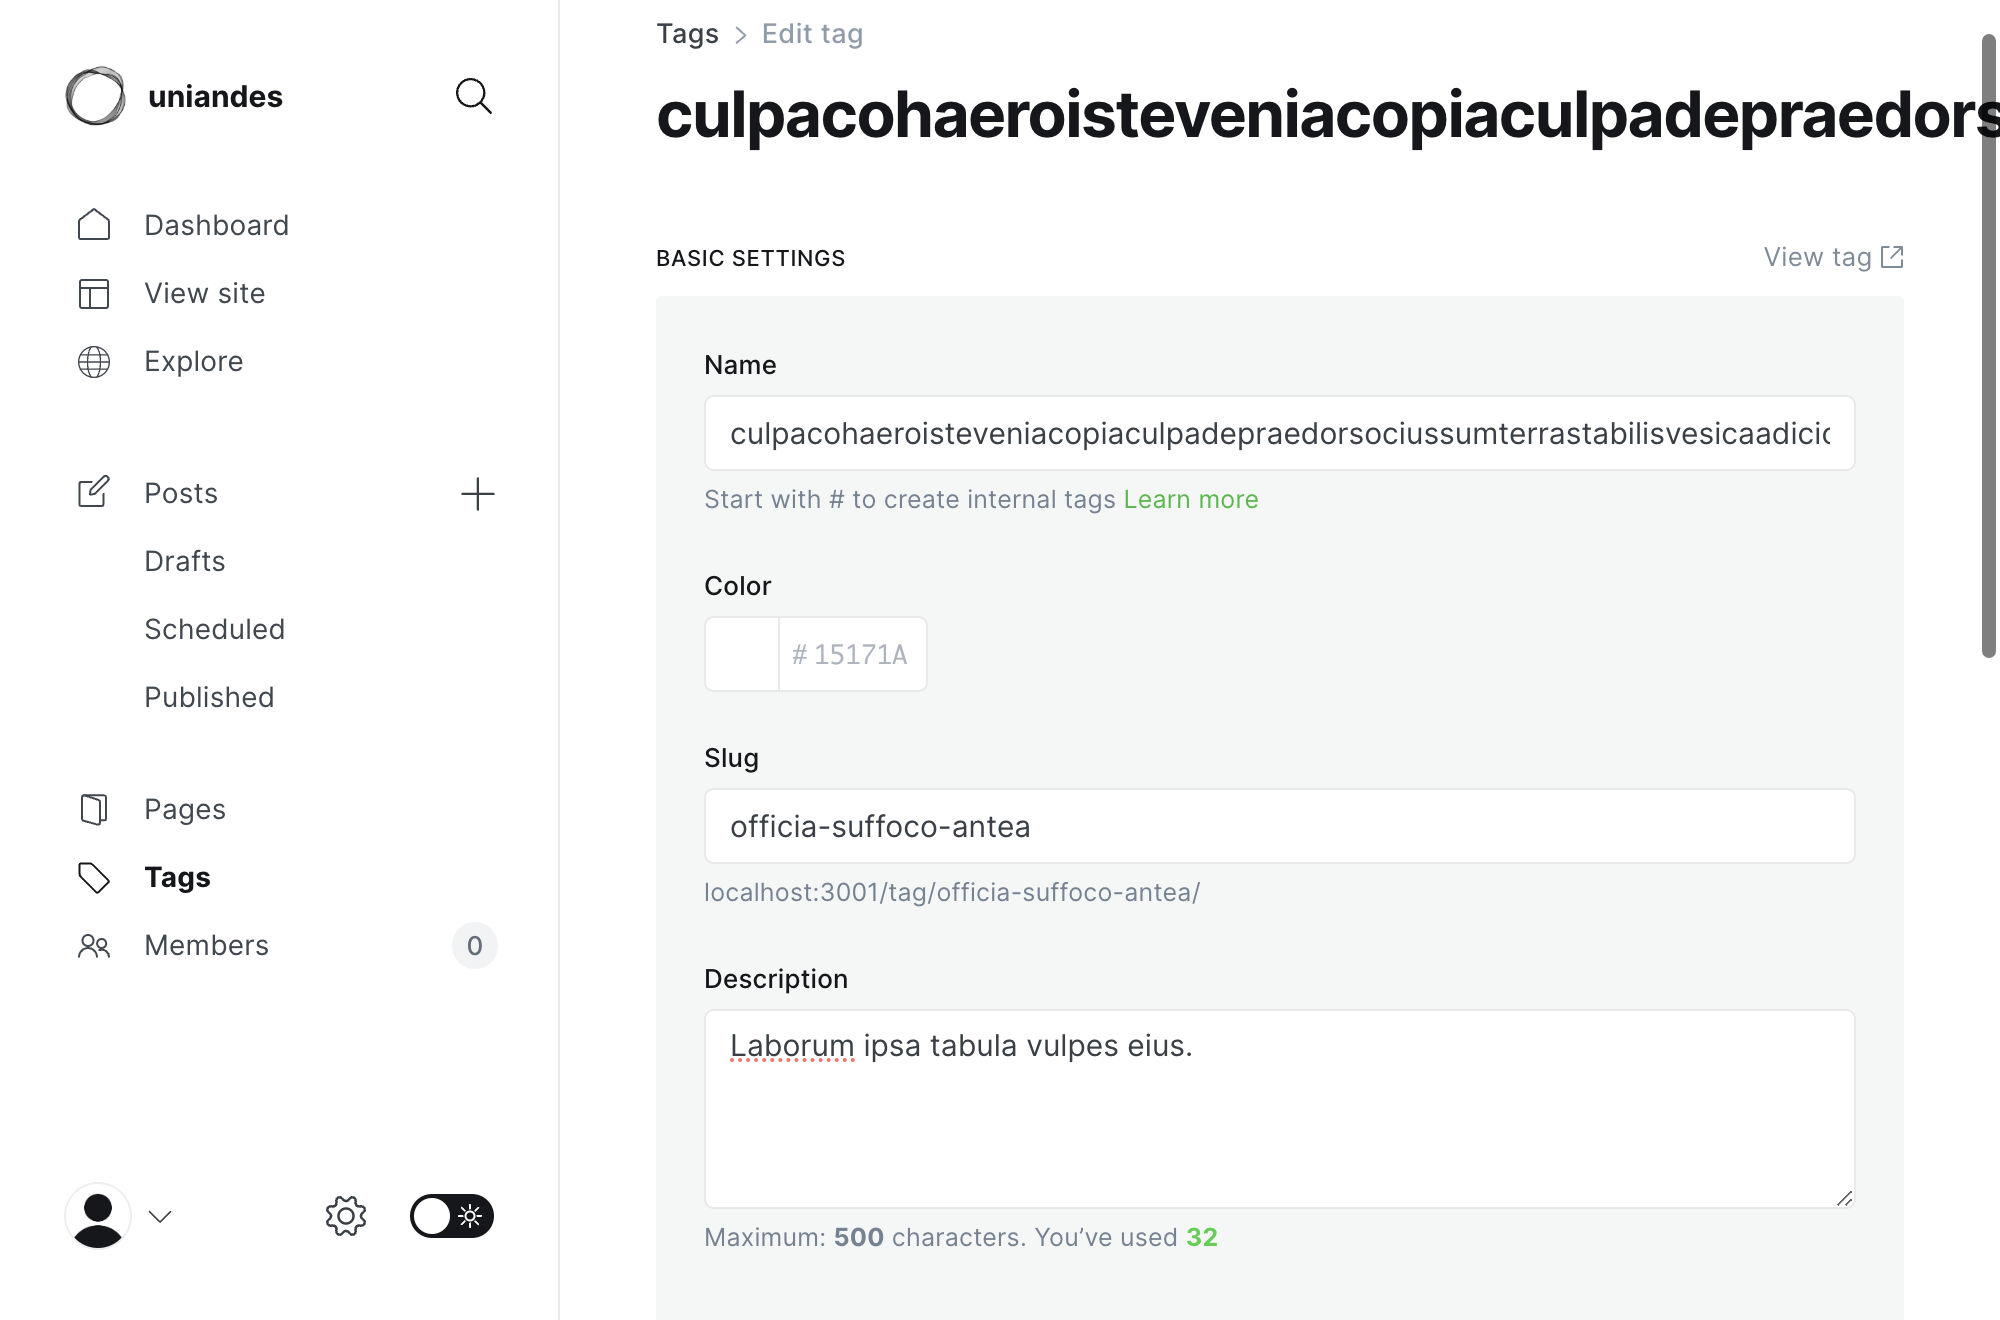 uniandes
Dashboard
View site
Explore
Posts
Drafts
Scheduled
Published
Pages
Tags
Members
0
Tags > Edit tag
culpacohaeroisteveniacopiaculpadepraedors
BASIC SETTINGS
View tag
Name
culpacohaeroisteveniacopiaculpadepraedorsociussumterrastabilisvesicaadicic
Start with # to create internal tags Learn more
Color
# 15171A
Slug
officia-suffoco-antea
localhost:3001/tag/officia-suffoco-antea/
Description
Laborum ipsa tabula vulpes eius.
Maximum: 500 characters. You’ve used 32